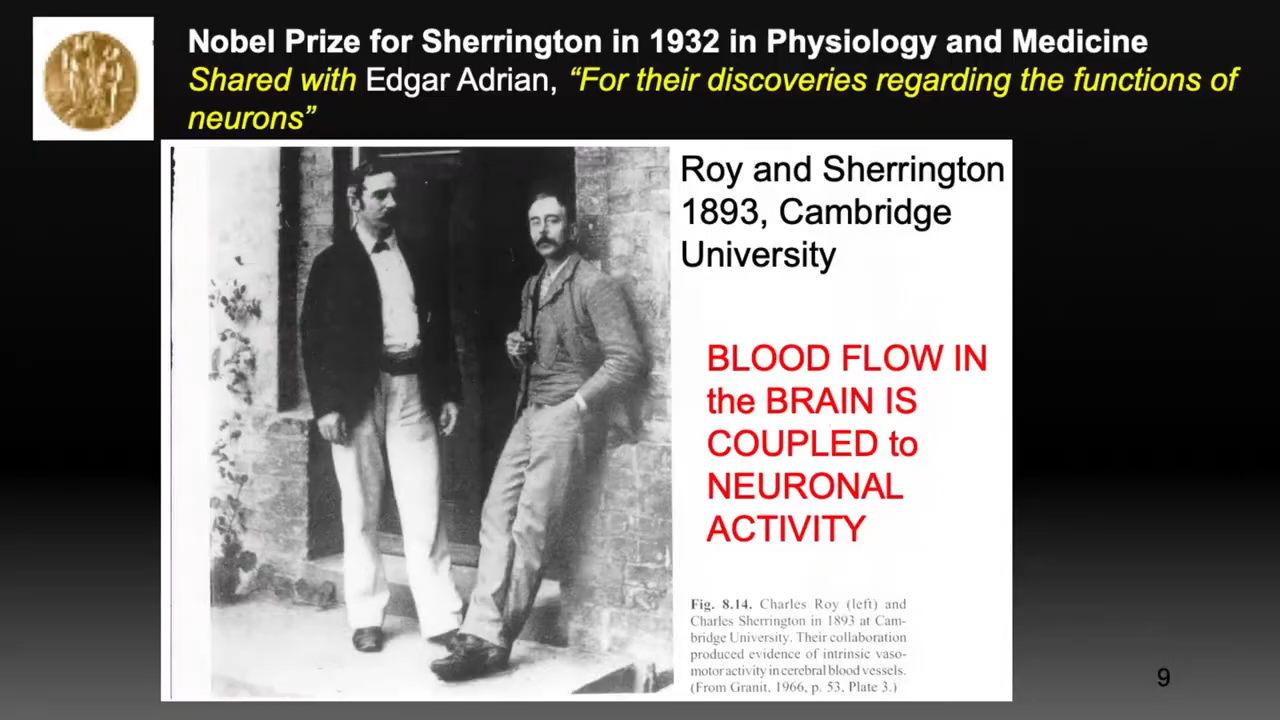 Nobel Prize for Sherrington in 1932 in Physiology and Medicine
Shared with Edgar Adrian, “For their discoveries regarding the functions of
neurons”
Roy and Sherrington
1893, Cambridge
University
BLOOD FLOW IN
the BRAIN IS
COUPLED to
NEURONAL
ACTIVITY
Fig. 8.14. Charles Roy (left) and
Charles Sherrington in 1893 at Cam-
bridge University. Their collaboration
produced evidence of intrinsic vaso-
motor activity in cerebral blood vessels.
(From Granit, 1966, p. 53, Plate 3.)
9